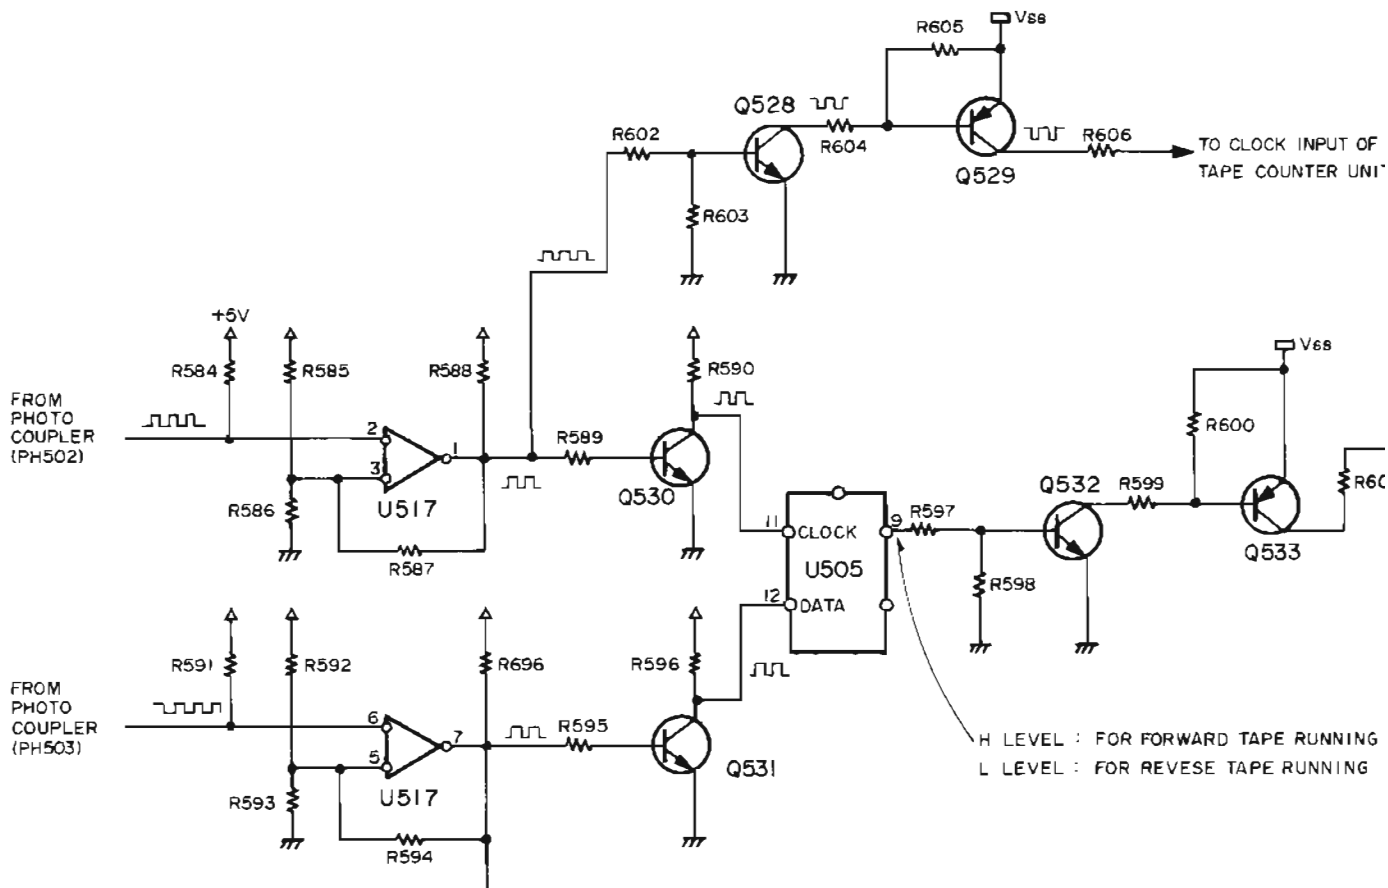 Vss
R605
Q528
R602
R604
R606
TO CLOCK INPUT OF
TAPE COUNTER UNIT
Q529
R603
+5V
R584
R585
R588
R590
Vss
FROM
PHOTO
COUPLER
(PH502)
2
3
1
R589
R600
R586
U517
Q530
Q532
R599
R587
11
CLOCK
9
R597
Q533
U505
12
DATA
R598
R591
R592
R696
R596
FROM
PHOTO
COUPLER
(PH503)
6
5
7
R595
H LEVEL : FOR FORWARD TAPE RUNNING
L LEVEL : FOR REVESE TAPE RUNNING
R593
U517
Q531
R594